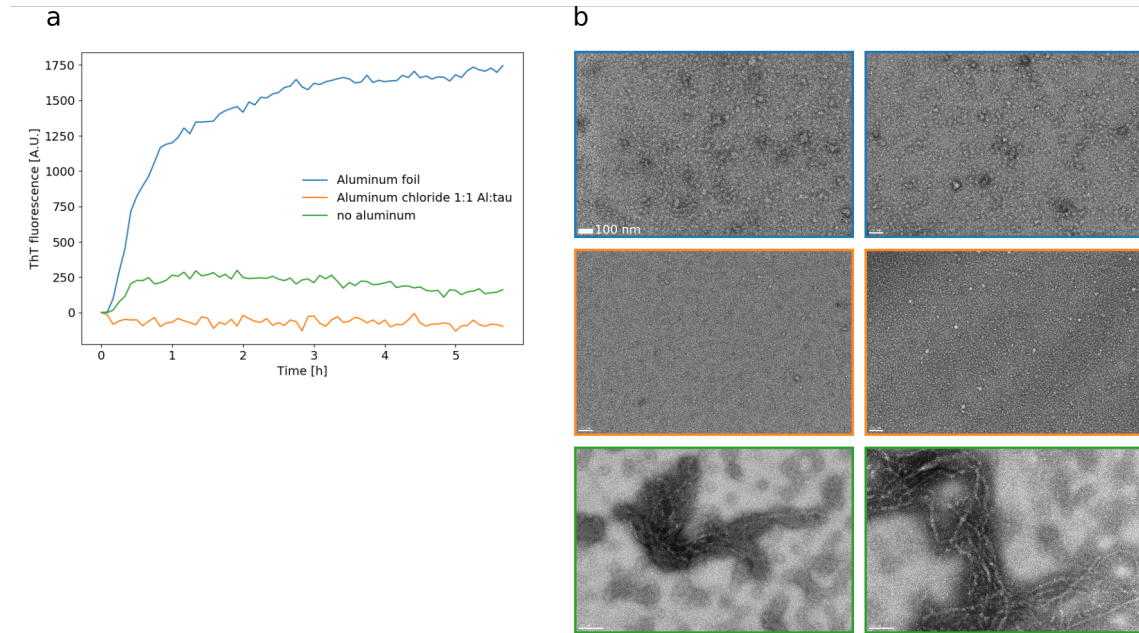 a
b
1750
1500
1250
1000
750
500
250
0
ThT fluorescence [A.U.]
Aluminum foil
Aluminum chloride 1:1 Al:tau
no aluminum
0 1 2 3 4 5
Time [h]
100 nm